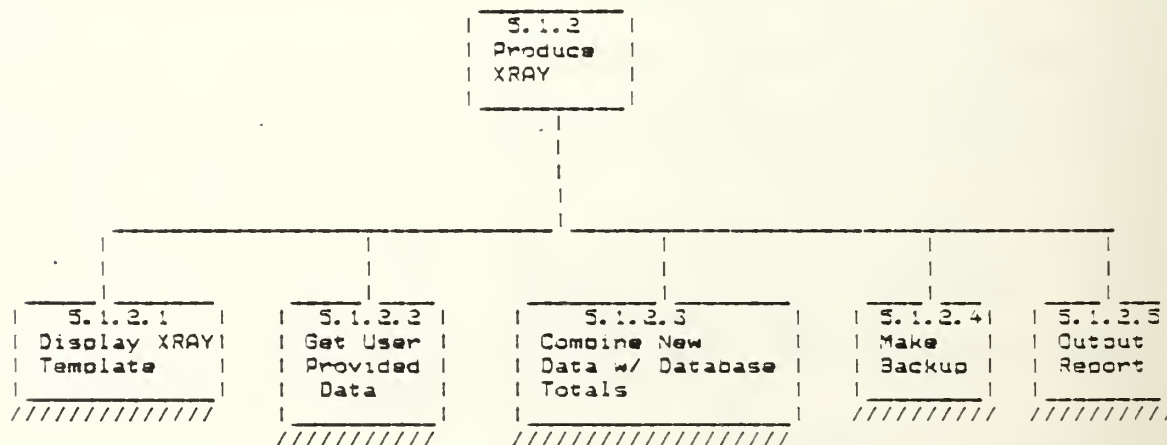 5.1.2
Produce
XRAY
5.1.2.1
Display XRAY
Template
5.1.2.2
Get User
Provided
Data
5.1.2.3
Combine New
Data w/ Database
Totals
5.1.2.4
Make
Backup
5.1.2.5
Output
Report